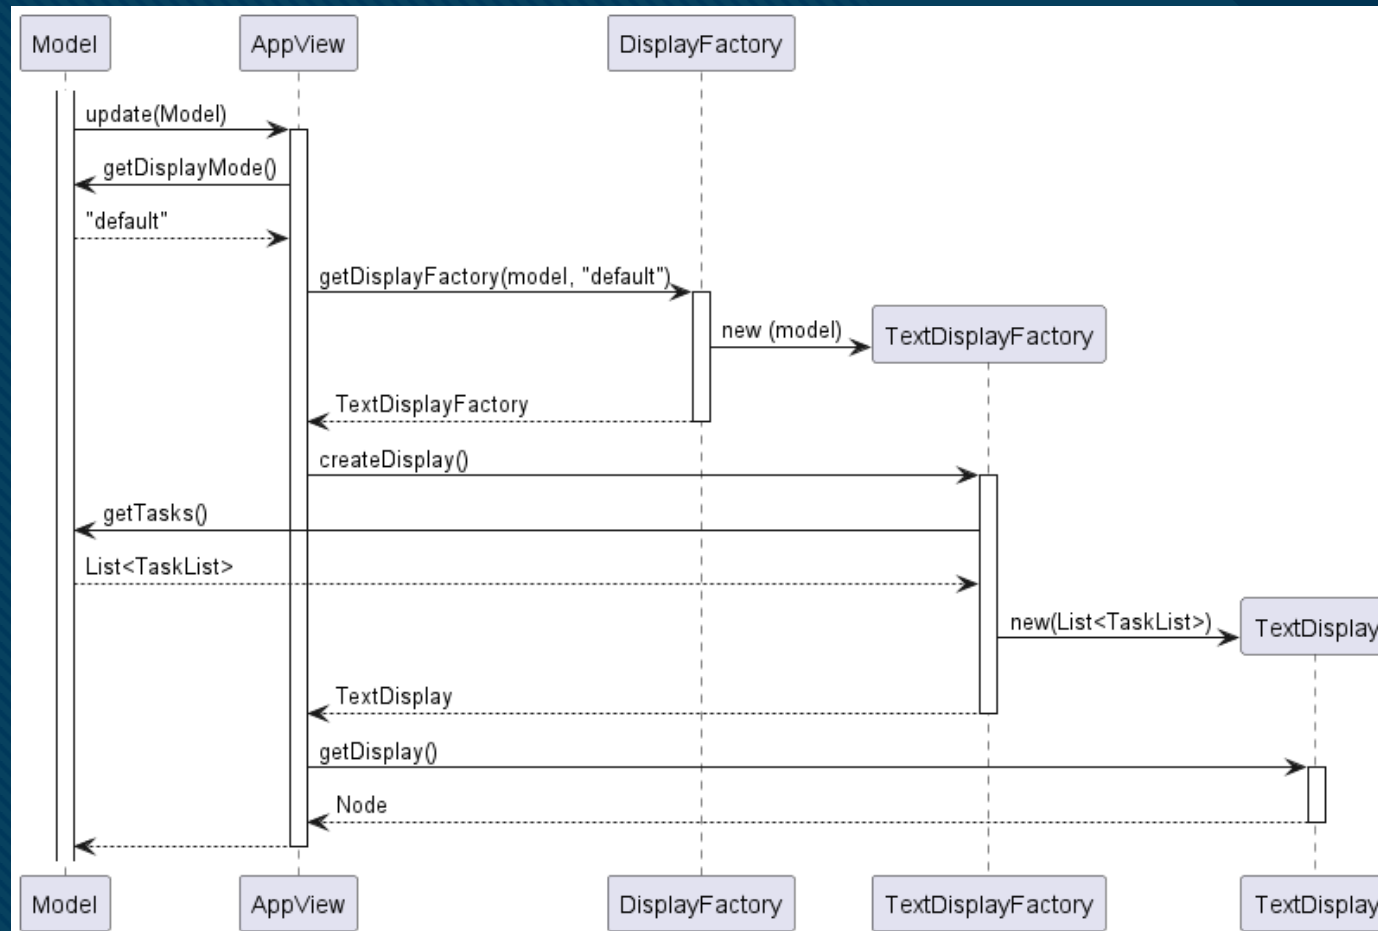 Model
AppView
DisplayFactory
update(Model)
getDisplayMode()
"default"
getDisplayFactory(model, "default")
new (model)
TextDisplayFactory
TextDisplayFactory
createDisplay()
getTasks()
List<TaskList>
new(List<TaskList>)
TextDisplay
TextDisplay
getDisplay()
Node
Model
AppView
DisplayFactory
TextDisplayFactory
TextDisplay